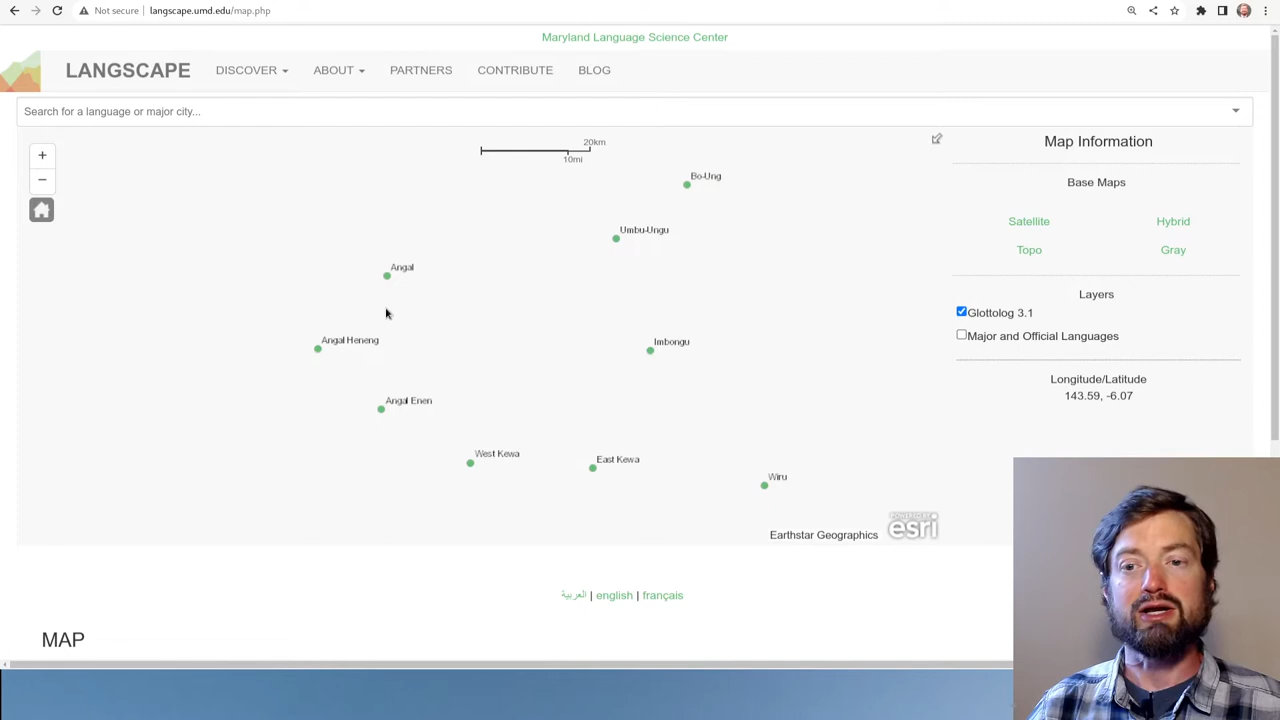 Not secure | langscape.umd.edu/map.php
Maryland Language Science Center
LANGSCAPE
DISCOVER
ABOUT
PARTNERS
CONTRIBUTE
BLOG
Search for a language or major city...
+
−
20km
10mi
Bo-Ung
Umbu-Ungu
Angal
Angal Heneng
Imbongu
Angal Enen
West Kewa
East Kewa
Wiru
Earthstar Geographics
POWERED BY
esri
Map Information
Base Maps
Satellite
Hybrid
Topo
Gray
Layers
Glottolog 3.1
Major and Official Languages
Longitude/Latitude
143.59, -6.07
العربية | english | français
MAP